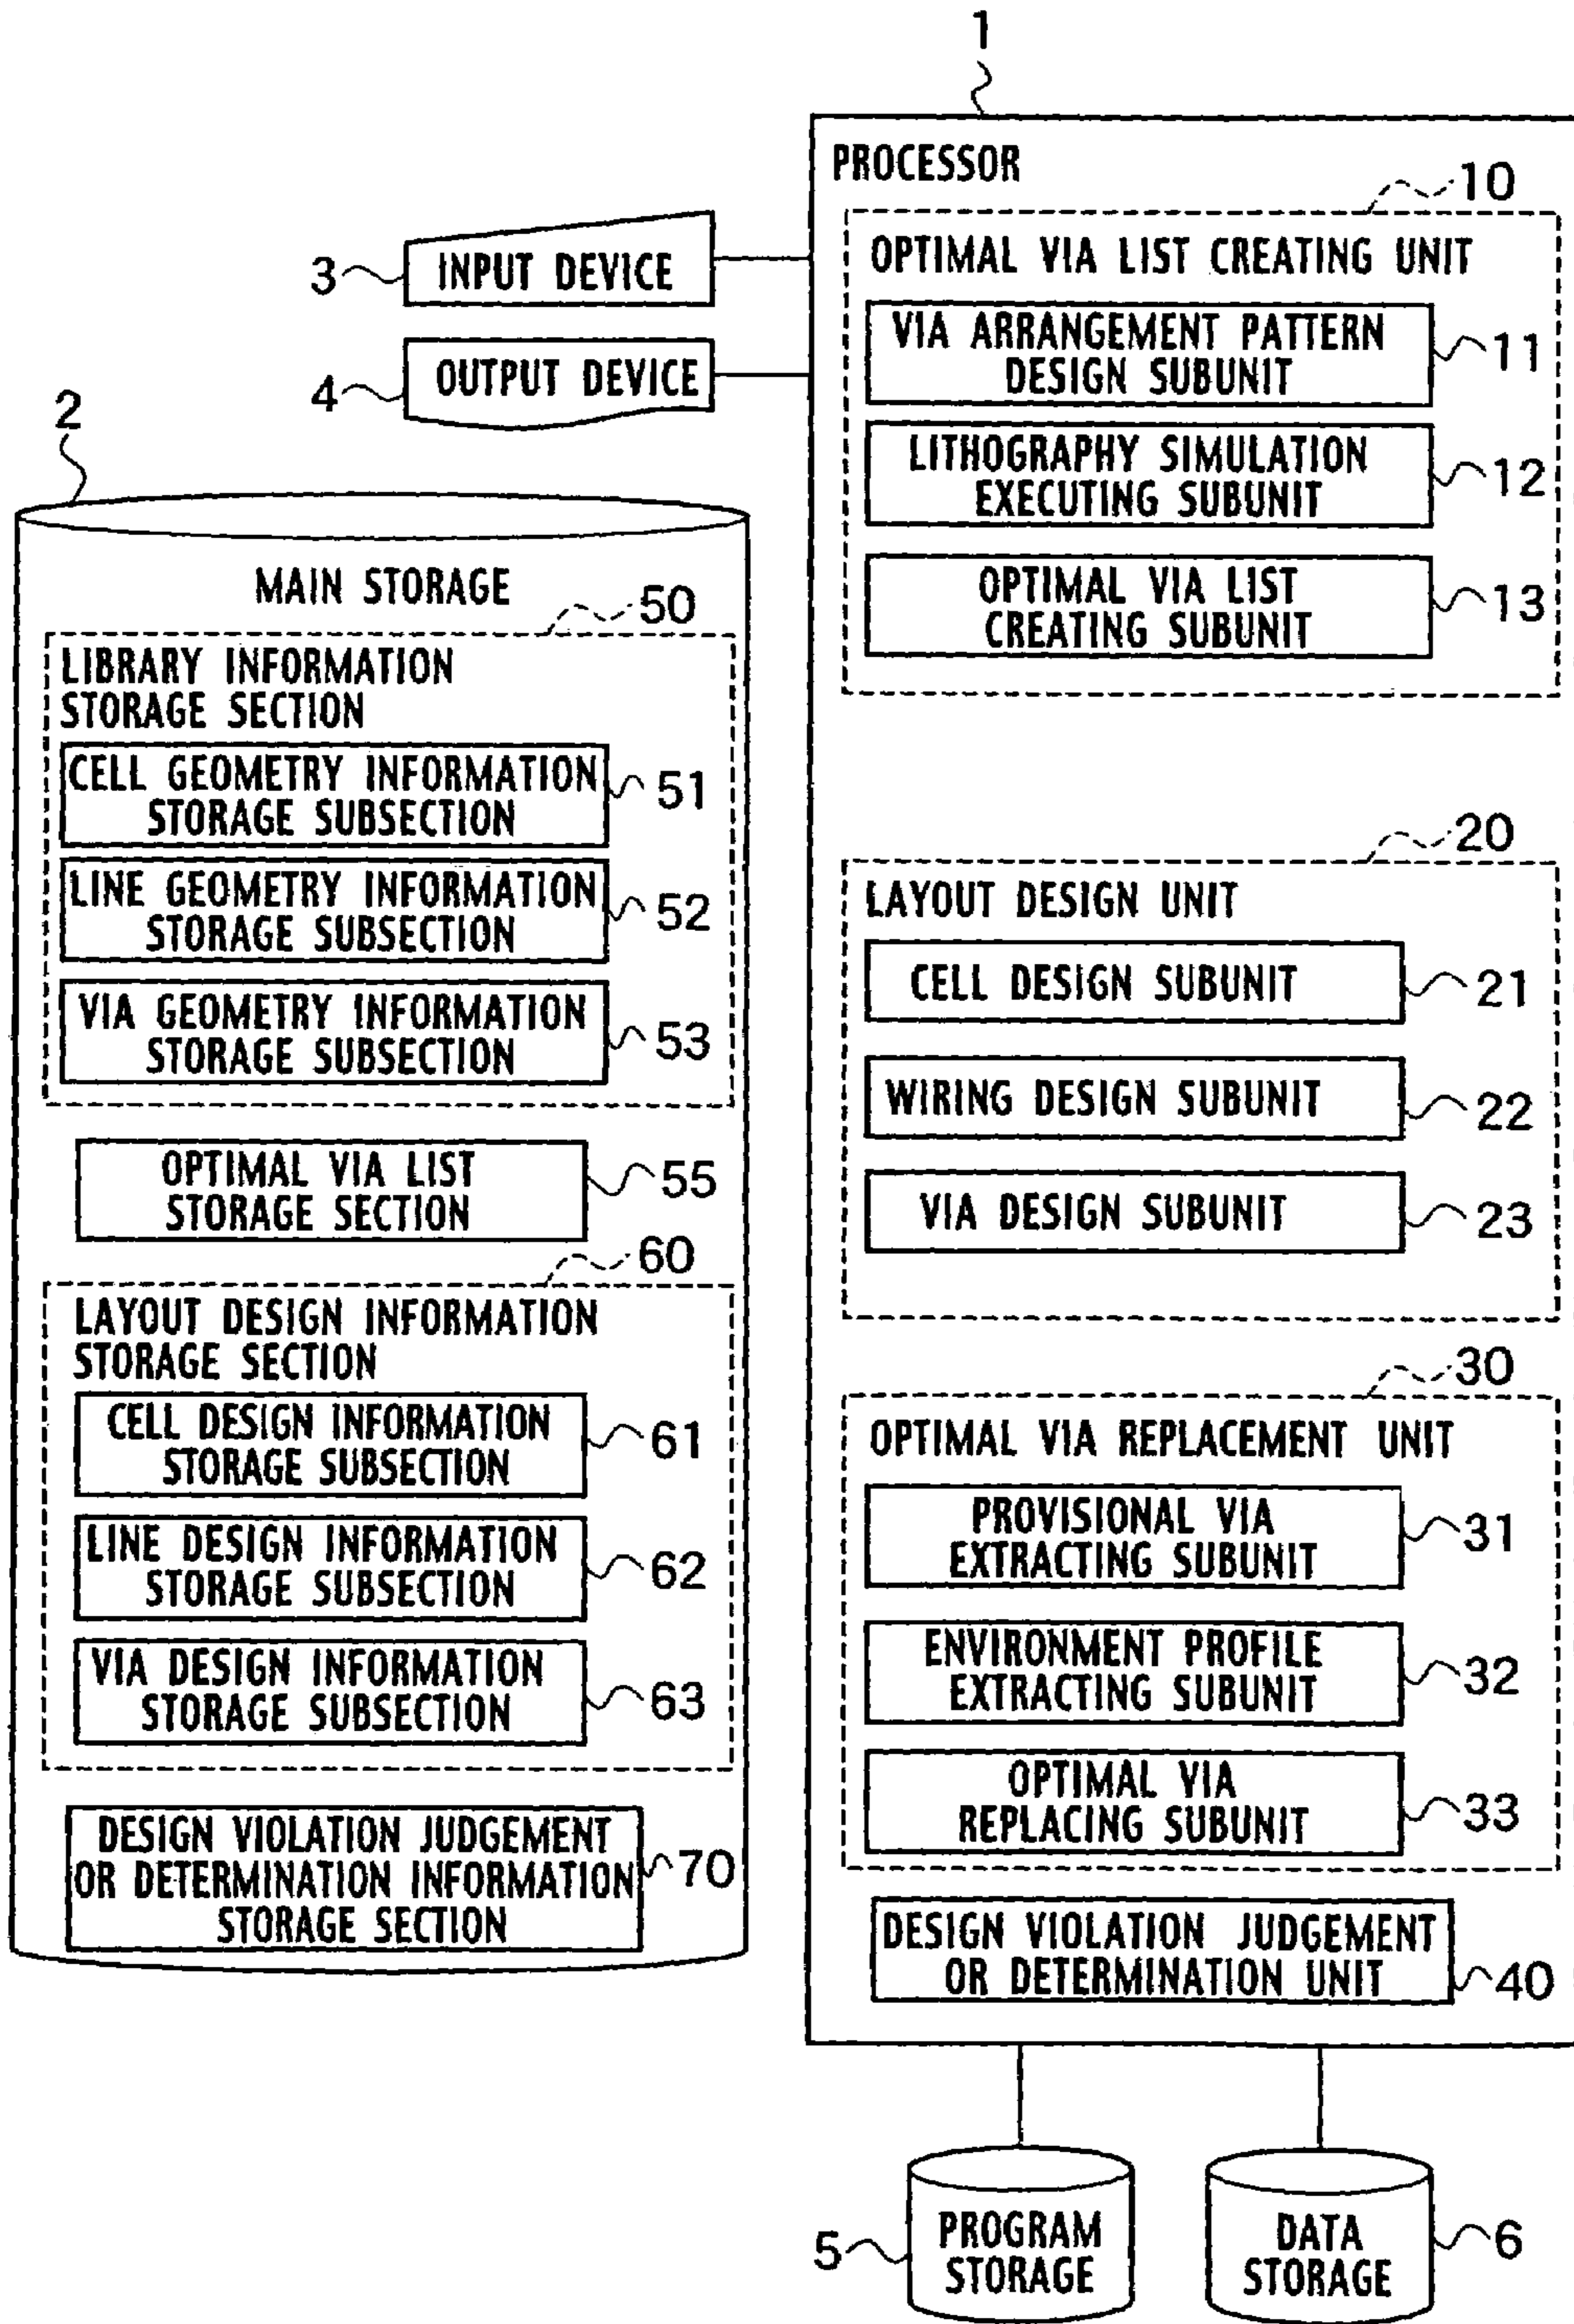 1
PROCESSOR
10
OPTIMAL VIA LIST CREATING UNIT
VIA ARRANGEMENT PATTERN
DESIGN SUBUNIT
11
LITHOGRAPHY SIMULATION
EXECUTING SUBUNIT
12
OPTIMAL VIA LIST
CREATING SUBUNIT
13
3
INPUT DEVICE
4
OUTPUT DEVICE
2
MAIN STORAGE
50
LIBRARY INFORMATION
STORAGE SECTION
CELL GEOMETRY INFORMATION
STORAGE SUBSECTION
51
LINE GEOMETRY INFORMATION
STORAGE SUBSECTION
52
VIA GEOMETRY INFORMATION
STORAGE SUBSECTION
53
OPTIMAL VIA LIST
STORAGE SECTION
55
60
LAYOUT DESIGN INFORMATION
STORAGE SECTION
CELL DESIGN INFORMATION
STORAGE SUBSECTION
61
LINE DESIGN INFORMATION
STORAGE SUBSECTION
62
VIA DESIGN INFORMATION
STORAGE SUBSECTION
63
DESIGN VIOLATION JUDGEMENT
OR DETERMINATION INFORMATION
STORAGE SECTION
70
20
LAYOUT DESIGN UNIT
CELL DESIGN SUBUNIT
21
WIRING DESIGN SUBUNIT
22
VIA DESIGN SUBUNIT
23
30
OPTIMAL VIA REPLACEMENT UNIT
PROVISIONAL VIA
EXTRACTING SUBUNIT
31
ENVIRONMENT PROFILE
EXTRACTING SUBUNIT
32
OPTIMAL VIA
REPLACING SUBUNIT
33
DESIGN VIOLATION JUDGEMENT
OR DETERMINATION UNIT
40
5
PROGRAM
STORAGE
DATA
STORAGE
6